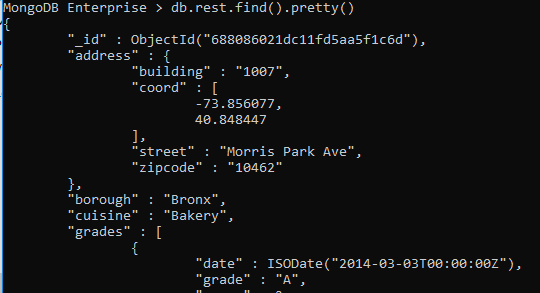 MongoDB Enterprise > db.rest.find().pretty()
{
"_id" : ObjectId("688086021dc11fd5aa5f1c6d"),
"address" : {
"building" : "1007",
"coord" : [
-73.856077,
40.848447
],
"street" : "Morris Park Ave",
"zipcode" : "10462"
},
"borough" : "Bronx",
"cuisine" : "Bakery",
"grades" : [
{
"date" : ISODate("2014-03-03T00:00:00Z"),
"grade" : "A",